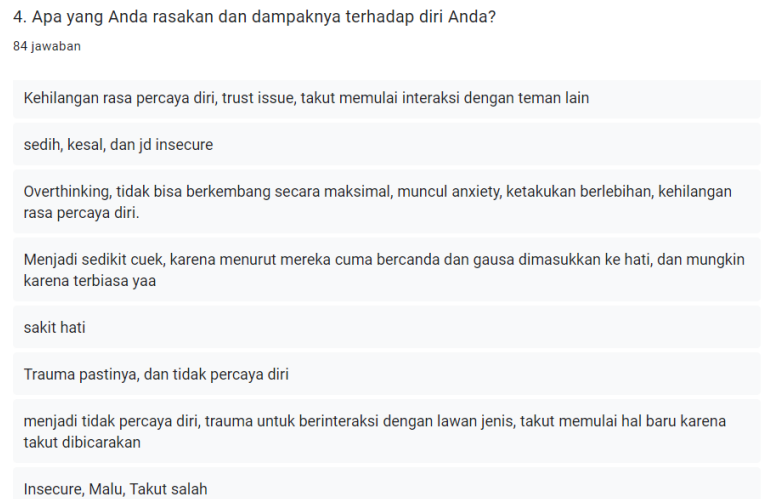 4. Apa yang Anda rasakan dan dampaknya terhadap diri Anda?
84 jawaban
Kehilangan rasa percaya diri, trust issue, takut memulai interaksi dengan teman lain
sedih, kesal, dan jd insecure
Overthinking, tidak bisa berkembang secara maksimal, muncul anxiety, ketakukan berlebihan, kehilangan
rasa percaya diri.
Menjadi sedikit cuek, karena menurut mereka cuma bercanda dan gausa dimasukkan ke hati, dan mungkin
karena terbiasa yaa
sakit hati
Trauma pastinya, dan tidak percaya diri
menjadi tidak percaya diri, trauma untuk berinteraksi dengan lawan jenis, takut memulai hal baru karena
takut dibicarakan
Insecure, Malu, Takut salah